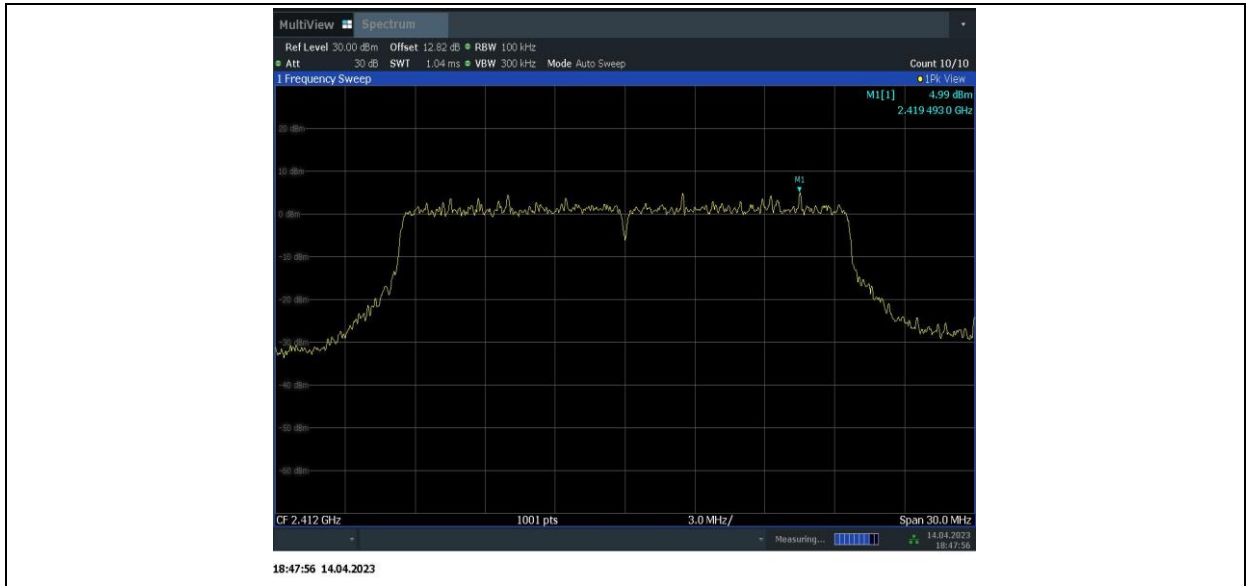 MultiView Spectrum
Ref Level 30.00 dBm Offset 12.82 dB RBW 100 kHz
Att 30 dB SWT 1.04 ms VBW 300 kHz Mode Auto Sweep Count 10/10
1 Frequency Sweep 1Pk View
M1[1] 4.99 dBm
2.419 493 0 GHz
20 dBm
10 dBm
M1
0 dBm
-10 dBm
-20 dBm
-30 dBm
-40 dBm
-50 dBm
-60 dBm
CF 2.412 GHz 1001 pts 3.0 MHz/ Span 30.0 MHz
Measuring... 14.04.2023
18:47:56
18:47:56 14.04.2023